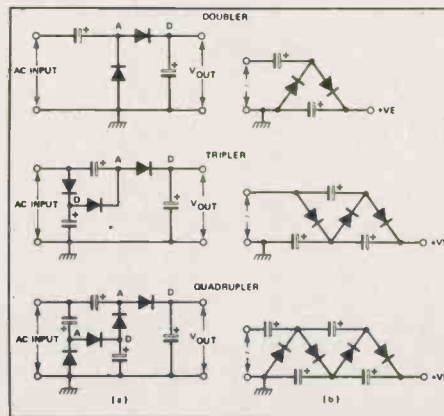 DOUBLER
A D
AC INPUT
VOUT
+VE
TRIPLER
A D
D
AC INPUT
VOUT
+VE
QUADRUPLER
A D
A D
AC INPUT
VOUT
+VE
(a) (b)